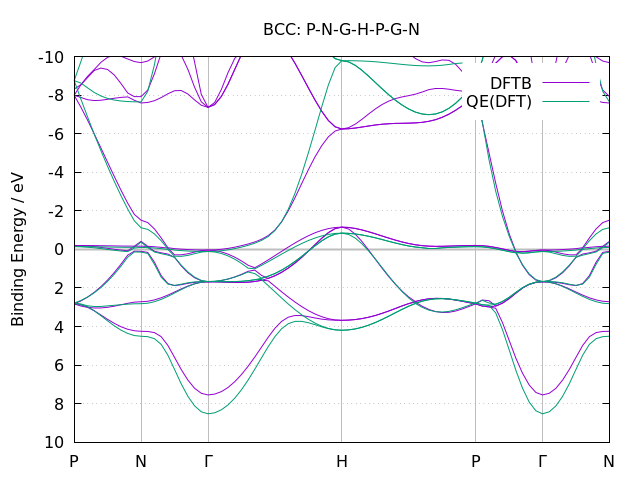 BCC: P-N-G-H-P-G-N
Binding Energy / eV
-10
-8
-6
-4
-2
0
2
4
6
8
10
DFTB
QE(DFT)
P N Γ H P Γ N